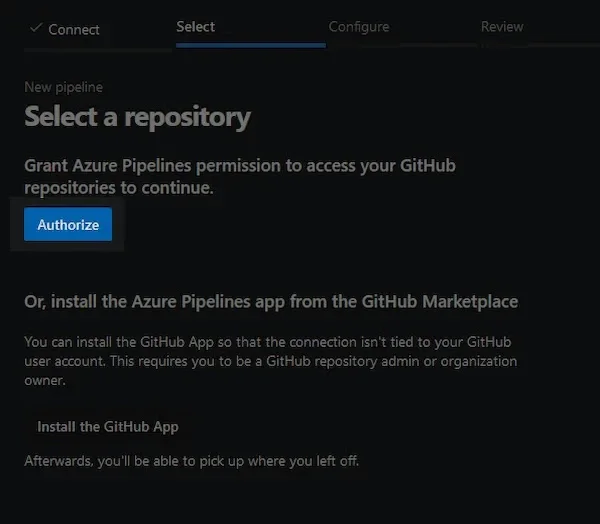 Connect
Select
Configure
Review
New pipeline
Select a repository
Grant Azure Pipelines permission to access your GitHub
repositories to continue.
Authorize
Or, install the Azure Pipelines app from the GitHub Marketplace
You can install the GitHub App so that the connection isn't tied to your GitHub
user account. This requires you to be a GitHub repository admin or organization
owner.
Install the GitHub App
Afterwards, you'll be able to pick up where you left off.